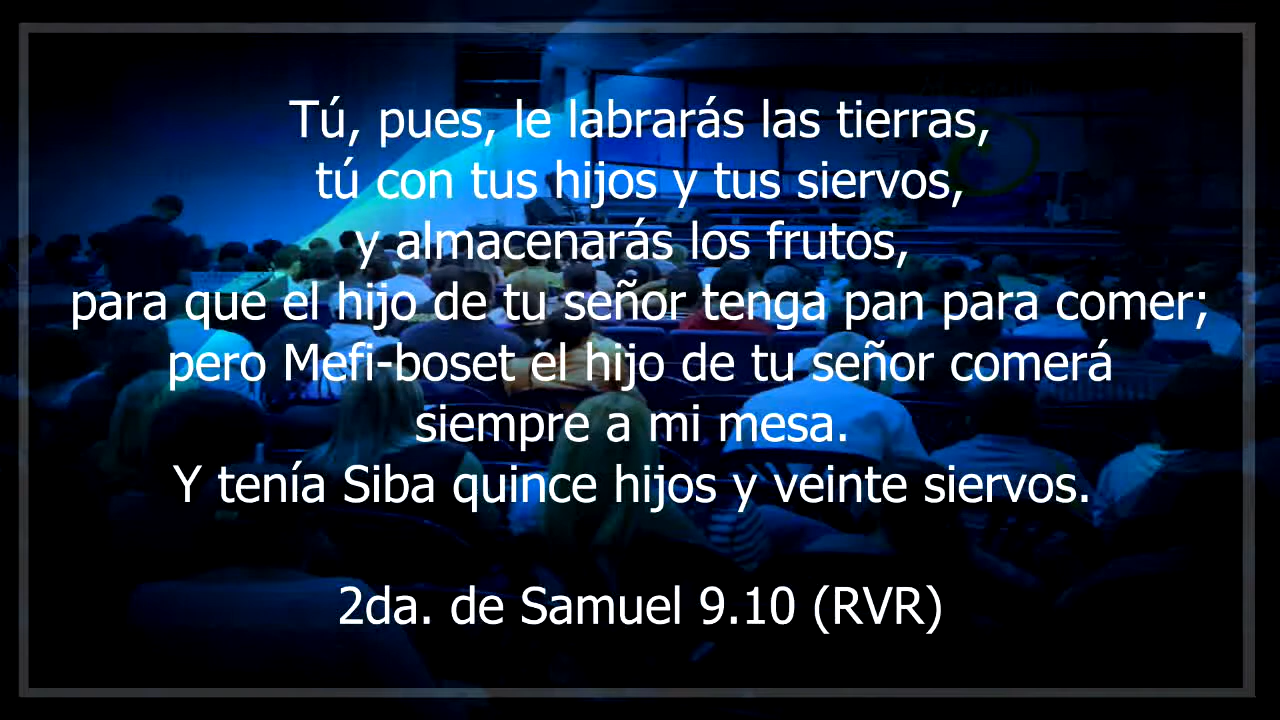 Tú, pues, le labrarás las tierras,
tú con tus hijos y tus siervos,
y almacenarás los frutos,
para que el hijo de tu señor tenga pan para comer;
pero Mefi-boset el hijo de tu señor comerá
siempre a mi mesa.
Y tenía Siba quince hijos y veinte siervos.
2da. de Samuel 9.10 (RVR)